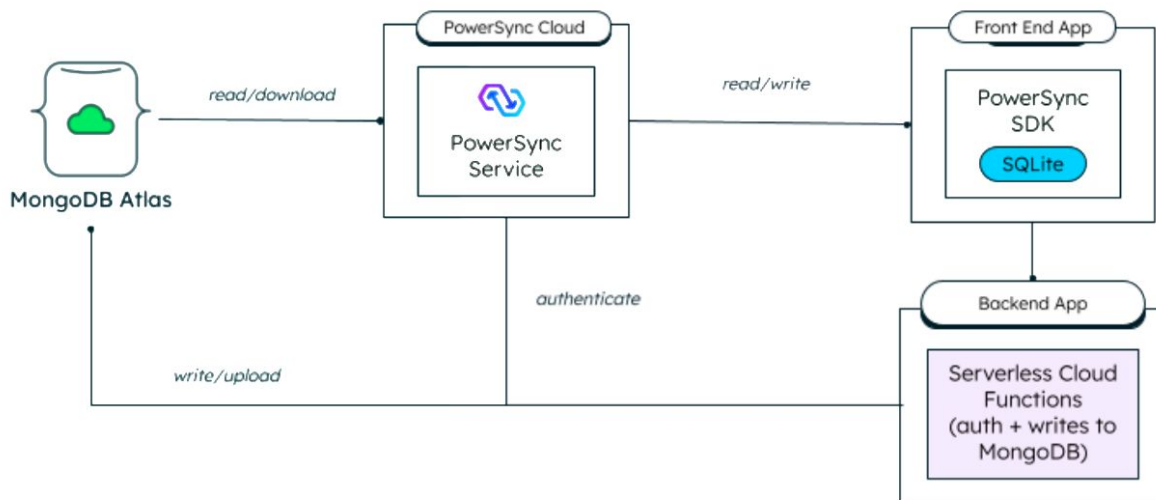 PowerSync Cloud
Front End App
read/download
read/write
PowerSync
Service
PowerSync
SDK
SQLite
MongoDB Atlas
authenticate
Backend App
write/upload
Serverless Cloud
Functions
(auth + writes to
MongoDB)